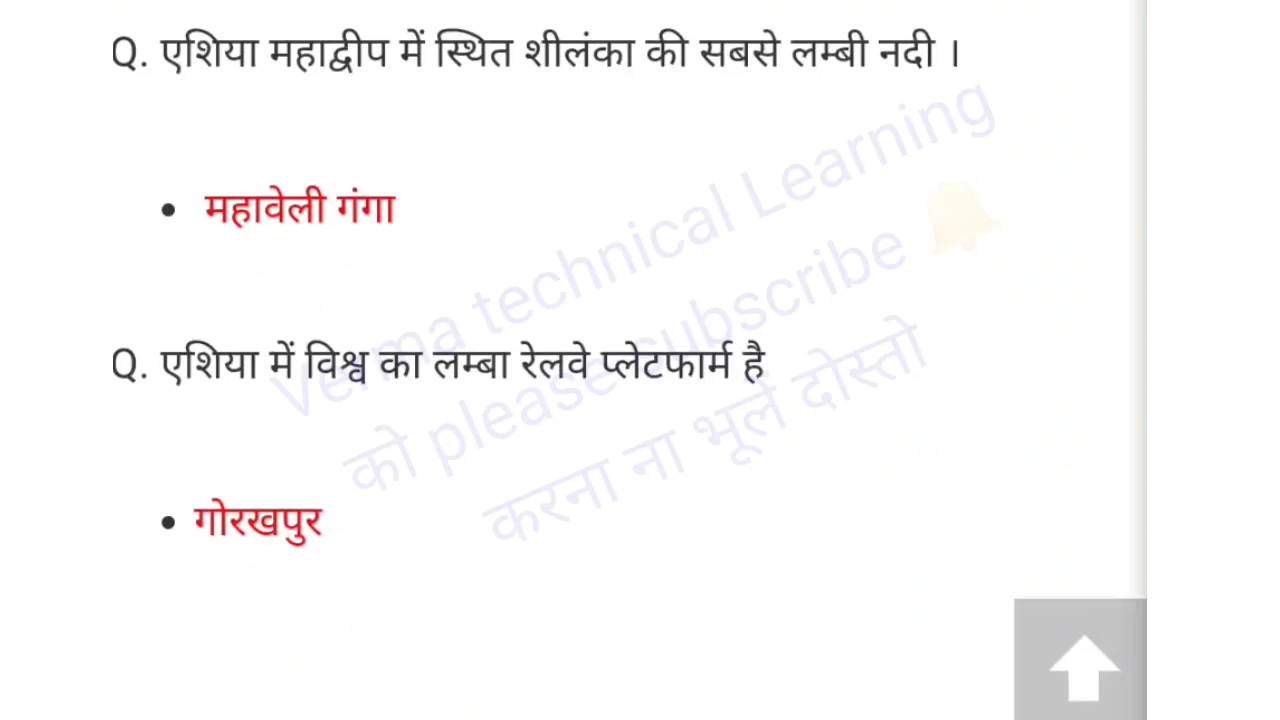 Q. एशिया महाद्वीप में स्थित शीलंका की सबसे लम्बी नदी ।
• महावेली गंगा
Q. एशिया में विश्व का लम्बा रेलवे प्लेटफार्म है
• गोरखपुर
Verma technical Learning
को please subscribe 🔔
करना ना भूलें दोस्तो